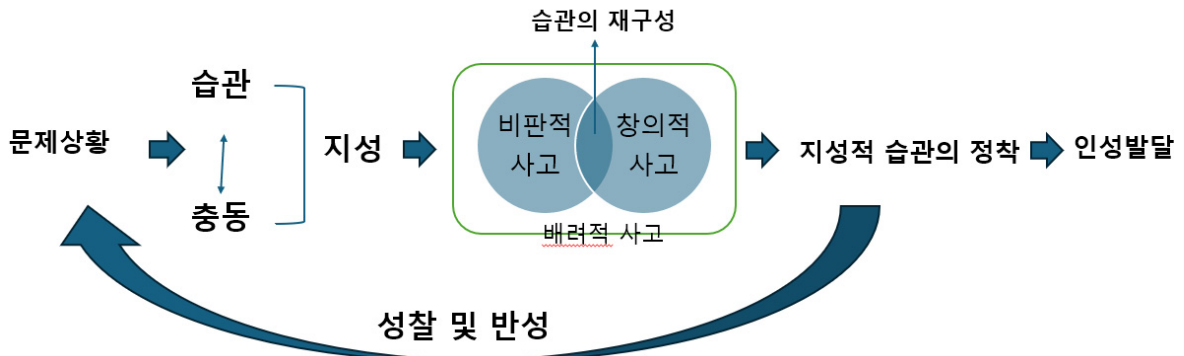 습관의 재구성
문제상황
습관
충동
지성
비판적
사고
창의적
사고
배려적 사고
지성적 습관의 정착
인성발달
성찰 및 반성